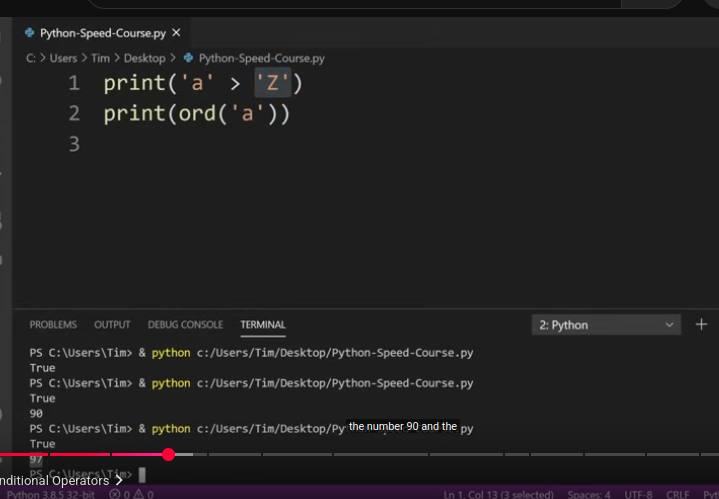 Python-Speed-Course.py ×
C: > Users > Tim > Desktop > Python-Speed-Course.py
1 print('a' > 'Z')
2 print(ord('a'))
3
PROBLEMS OUTPUT DEBUG CONSOLE TERMINAL 2: Python
PS C:\Users\Tim> & python c:/Users/Tim/Desktop/Python-Speed-Course.py
True
PS C:\Users\Tim> & python c:/Users/Tim/Desktop/Python-Speed-Course.py
True
90
PS C:\Users\Tim> & python c:/Users/Tim/Desktop/Py py
the number 90 and the
True
97
PS C:\Users\Tim>
nditional Operators >
Python 3.8.5 32-bit 0 0 Ln 1, Col 13 (3 selected) Spaces: 4 UTF-8 CRLF Pyt